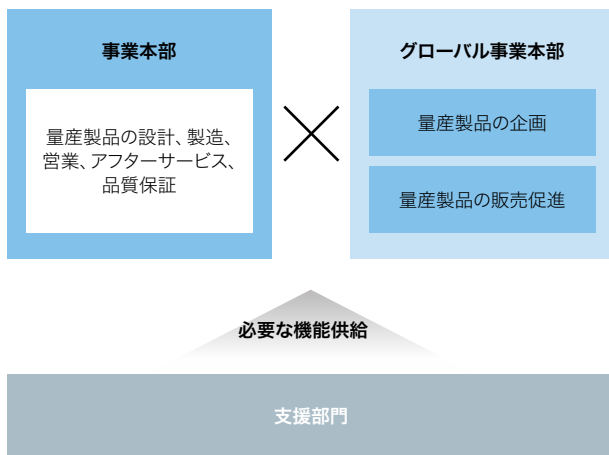 事業本部
量産製品の設計、製造、
営業、アフターサービス、
品質保証
グローバル事業本部
量産製品の企画
量産製品の販売促進
必要な機能供給
支援部門